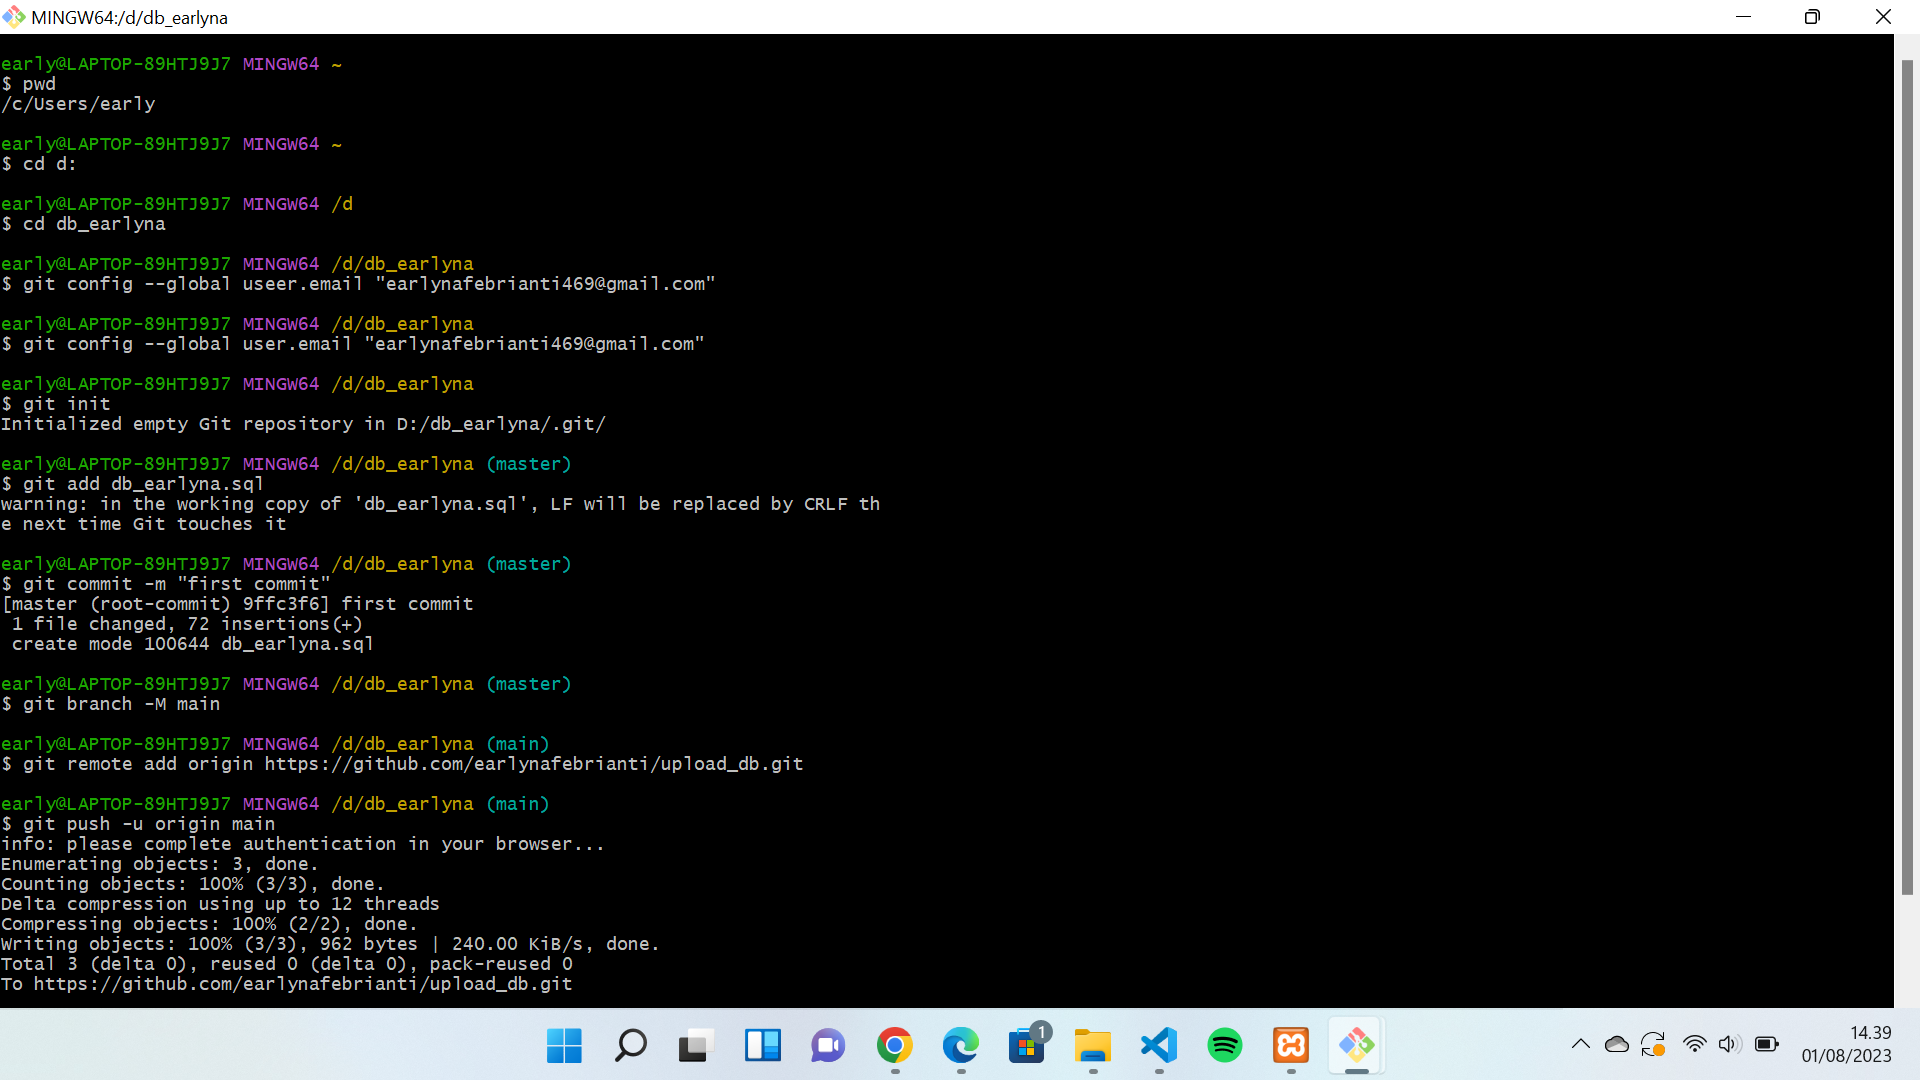 MINGW64:/d/db_earlyna
early@LAPTOP-89HTJ9J7 MINGW64 ~
$ pwd
/c/Users/early
early@LAPTOP-89HTJ9J7 MINGW64 ~
$ cd d:
early@LAPTOP-89HTJ9J7 MINGW64 /d
$ cd db_earlyna
early@LAPTOP-89HTJ9J7 MINGW64 /d/db_earlyna
$ git config --global useer.email "earlynafebrianti469@gmail.com"
early@LAPTOP-89HTJ9J7 MINGW64 /d/db_earlyna
$ git config --global user.email "earlynafebrianti469@gmail.com"
early@LAPTOP-89HTJ9J7 MINGW64 /d/db_earlyna
$ git init
Initialized empty Git repository in D:/db_earlyna/.git/
early@LAPTOP-89HTJ9J7 MINGW64 /d/db_earlyna (master)
$ git add db_earlyna.sql
warning: in the working copy of 'db_earlyna.sql', LF will be replaced by CRLF th
e next time Git touches it
early@LAPTOP-89HTJ9J7 MINGW64 /d/db_earlyna (master)
$ git commit -m "first commit"
[master (root-commit) 9ffc3f6] first commit
 1 file changed, 72 insertions(+)
 create mode 100644 db_earlyna.sql
early@LAPTOP-89HTJ9J7 MINGW64 /d/db_earlyna (master)
$ git branch -M main
early@LAPTOP-89HTJ9J7 MINGW64 /d/db_earlyna (main)
$ git remote add origin https://github.com/earlynafebrianti/upload_db.git
early@LAPTOP-89HTJ9J7 MINGW64 /d/db_earlyna (main)
$ git push -u origin main
info: please complete authentication in your browser...
Enumerating objects: 3, done.
Counting objects: 100% (3/3), done.
Delta compression using up to 12 threads
Compressing objects: 100% (2/2), done.
Writing objects: 100% (3/3), 962 bytes | 240.00 KiB/s, done.
Total 3 (delta 0), reused 0 (delta 0), pack-reused 0
To https://github.com/earlynafebrianti/upload_db.git
1
14.39
01/08/2023